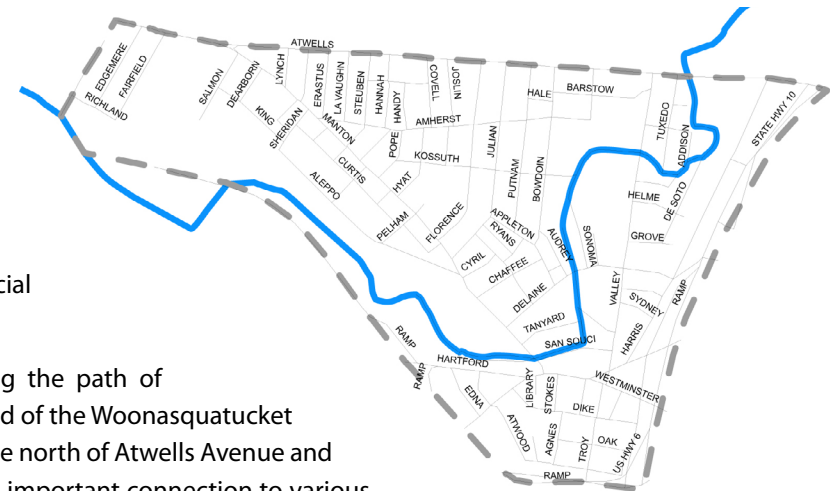 ATWELLS
EDGEMERE
FAIRFIELD
RICHLAND
SALMON
DEARBORN
LYNCH
ERASTUS
LA VAUGHN
STEUBEN
HANNAH
HANDY
COVELL
JOSLIN
HALE
BARSTOW
TUXEDO
ADDISON
STATE HWY 10
KING
SHERIDAN
MANTON
POPE
AMHERST
JULIAN
KOSSUTH
CURTIS
HYAT
ALEPPO
PUTNAM
BOWDOIN
HELME
DE SOTO
PELHAM
FLORENCE
APPLETON
RYANS
AUDREY
SONOMA
GROVE
CYRIL
CHAFFEE
DELAINE
VALLEY
SYDNEY
RAMP
TANYARD
SAN SOUCI
HARRIS
RAMP
HARTFORD
RAMP
EDNA
LIBRARY
STOKES
WESTMINSTER
DIKE
ATWOOD
AGNES
TROY
OAK
US HWY 6
RAMP
cial
g the path of
d of the Woonasquatucket
e north of Atwells Avenue and
important connection to various